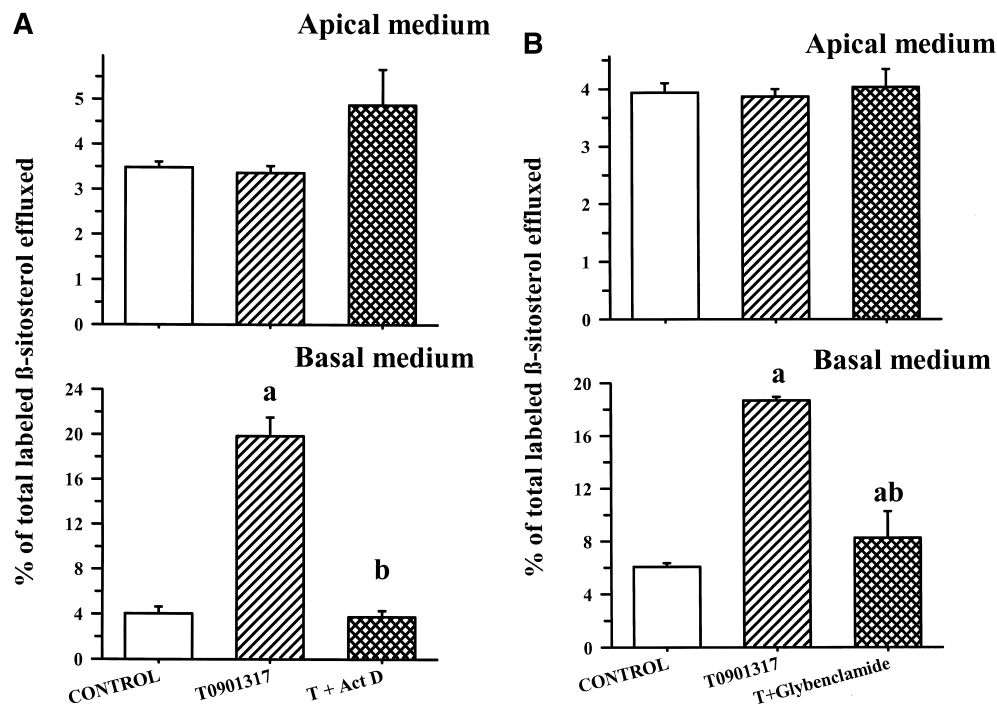 A
Apical medium
% of total labeled ß-sitosterol effluxed
5
4
3
2
1
0
Basal medium
24
20
16
12
8
4
0
a
b
CONTROL
T0901317
T + Act D
B
Apical medium
% of total labeled ß-sitosterol effluxed
4
3
2
1
0
Basal medium
20
16
12
8
4
0
a
ab
CONTROL
T0901317
T+Glybenclamide